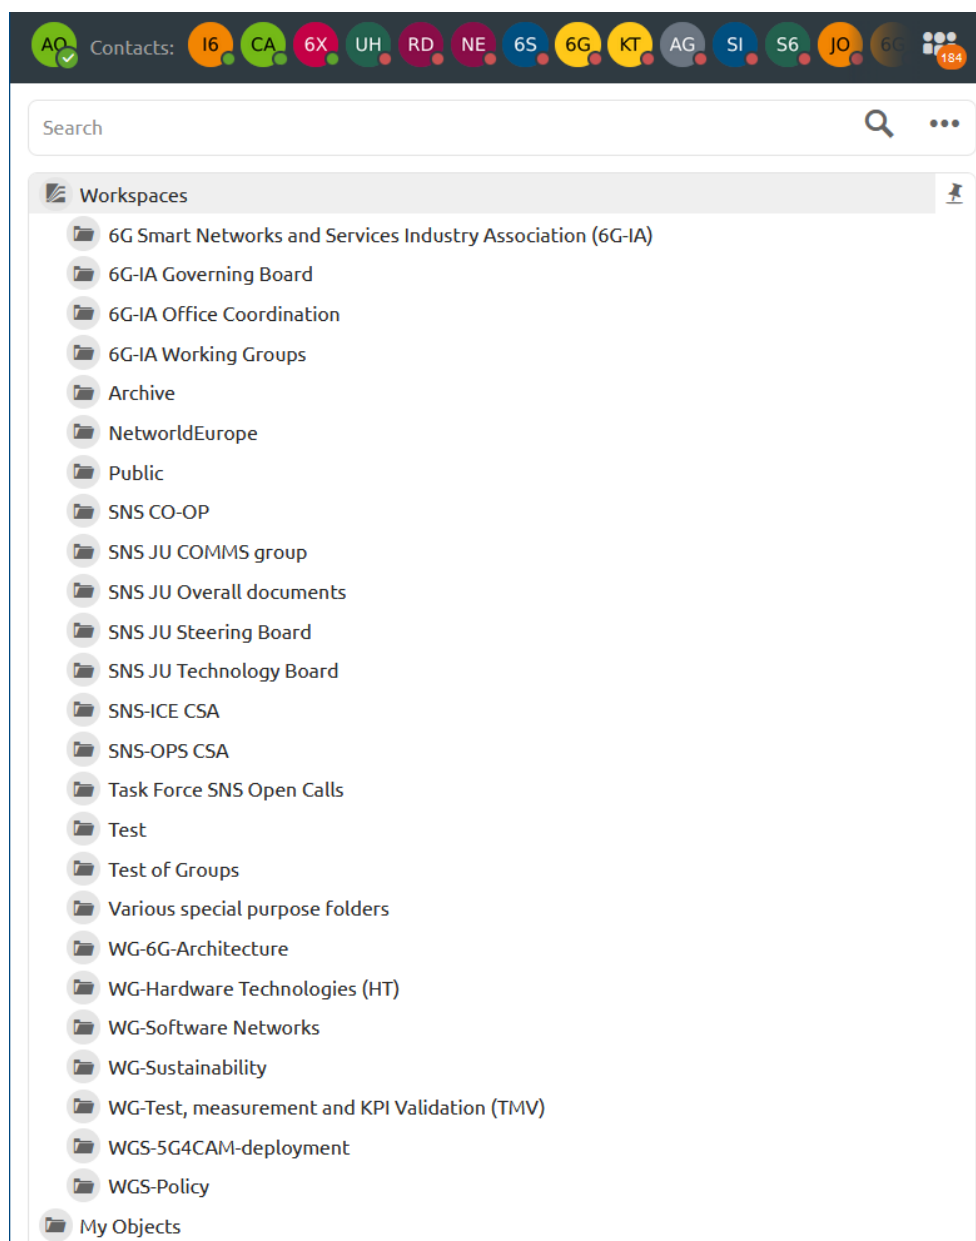 AO Contacts: I6 CA 6X UH RD NE 6S 6G KT AG SI S6 JO 6G 184
Search
Workspaces
6G Smart Networks and Services Industry Association (6G-IA)
6G-IA Governing Board
6G-IA Office Coordination
6G-IA Working Groups
Archive
NetworldEurope
Public
SNS CO-OP
SNS JU COMMS group
SNS JU Overall documents
SNS JU Steering Board
SNS JU Technology Board
SNS-ICE CSA
SNS-OPS CSA
Task Force SNS Open Calls
Test
Test of Groups
Various special purpose folders
WG-6G-Architecture
WG-Hardware Technologies (HT)
WG-Software Networks
WG-Sustainability
WG-Test, measurement and KPI Validation (TMV)
WGS-5G4CAM-deployment
WGS-Policy
My Objects